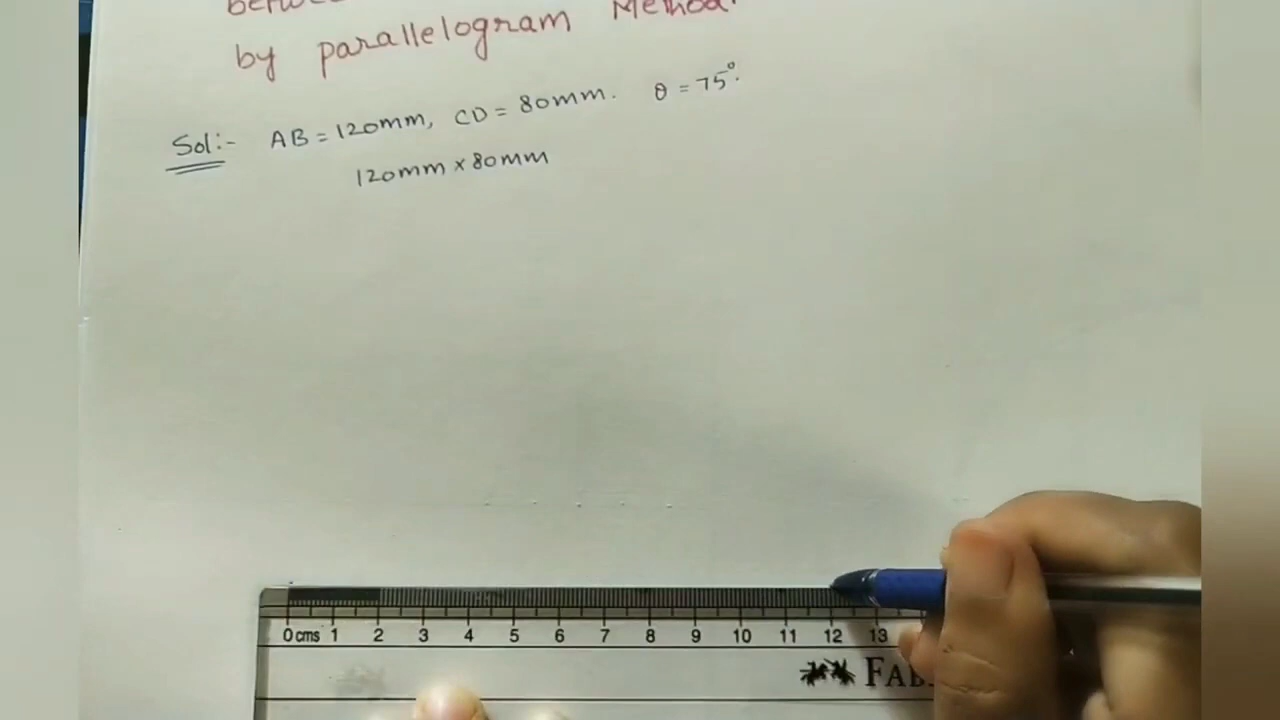 by parallelogram Method.
Sol:- AB = 120mm, CD = 80mm. θ = 75°.
120mm × 80mm
0 cms 1 2 3 4 5 6 7 8 9 10 11 12 13